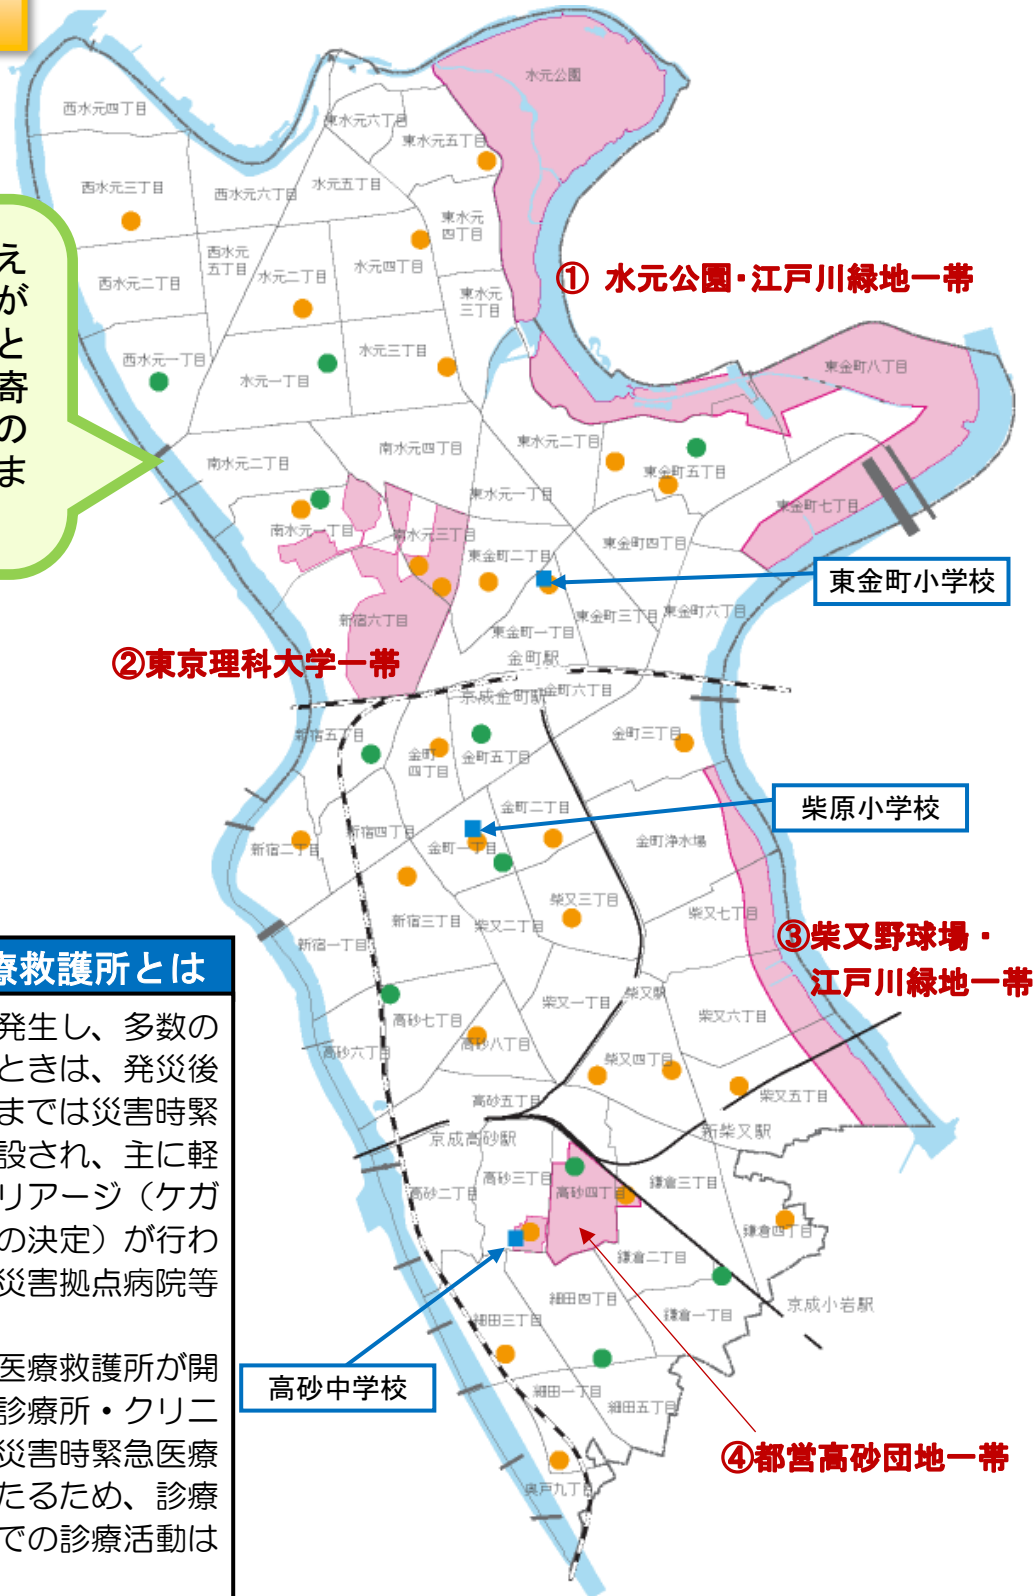 水元公園
西水元四丁目
東水元六丁目
東水元五丁目
西水元三丁目
西水元六丁目
水元五丁目
東水元
四丁目
え
が
と
寄
の
ま
西水元
五丁目
西水元二丁目
水元二丁目
水元四丁目
東水元
三丁目
① 水元公園・江戸川緑地一帯
西水元一丁目
水元一丁目
水元三丁目
東金町八丁目
南水元二丁目
南水元四丁目
東水元二丁目
東金町五丁目
東水元一丁目
東金町七丁目
南水元一丁目
南水元三丁目
東金町二丁目
東金町四丁目
東金町小学校
新宿六丁目
東金町一丁目
東金町三丁目
東金町六丁目
②東京理科大学一帯
金町駅
京成金町駅
金町六丁目
新宿五丁目
金町
四丁目
金町五丁目
金町三丁目
柴原小学校
金町二丁目
新宿四丁目
新宿二丁目
金町一丁目
金町浄水場
柴又三丁目
柴又七丁目
新宿三丁目
柴又二丁目
新宿一丁目
③柴又野球場・
江戸川緑地一帯
療救護所とは
発生し、多数の
ときは、発災後
までは災害時緊
設され、主に軽
リアージ（ケガ
の決定）が行わ
災害拠点病院等
医療救護所が開
診療所・クリニ
災害時緊急医療
たるため、診療
での診療活動は
柴又一丁目
柴又駅
柴又六丁目
高砂七丁目
高砂六丁目
高砂八丁目
柴又四丁目
柴又五丁目
高砂五丁目
京成高砂駅
新柴又駅
高砂三丁目
高砂二丁目
高砂四丁目
鎌倉三丁目
鎌倉四丁目
鎌倉二丁目
細田四丁目
鎌倉一丁目
京成小岩駅
細田三丁目
高砂中学校
細田一丁目
細田五丁目
④都営高砂団地一帯
奥戸九丁目